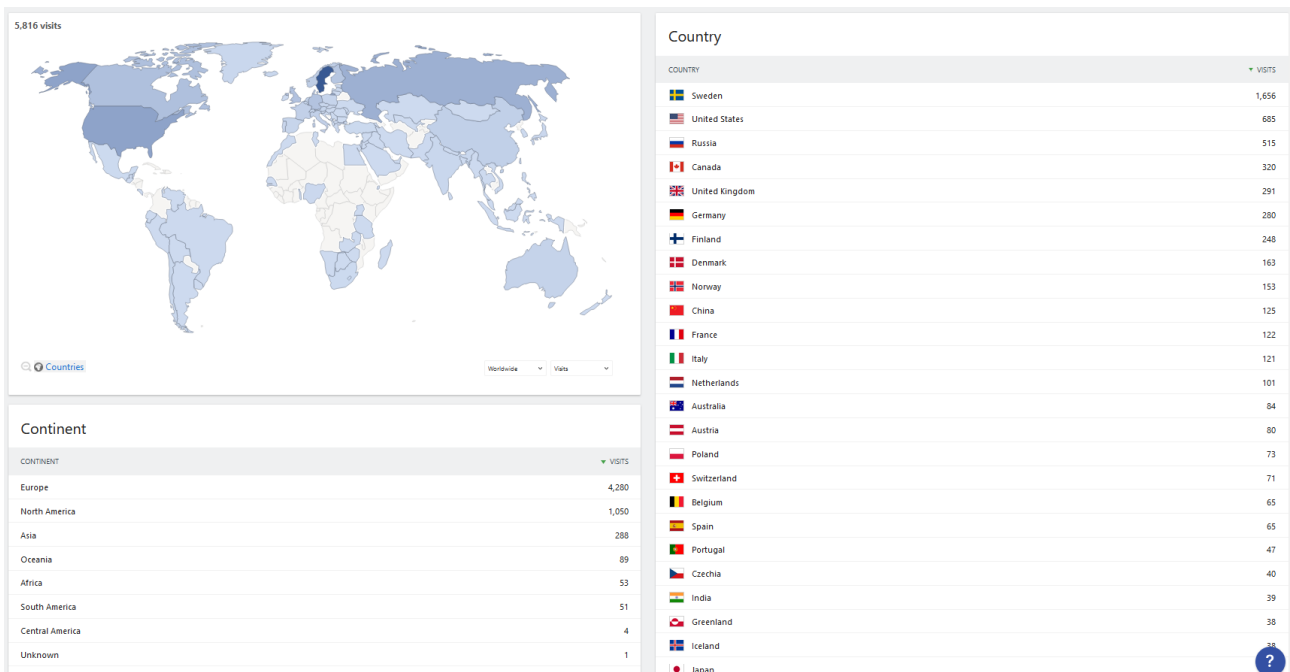 5,816 visits
Countries
Worldwide
Visits
Continent
CONTINENT VISITS
Europe 4,280
North America 1,050
Asia 288
Oceania 89
Africa 53
South America 51
Central America 4
Unknown 1
Country
COUNTRY VISITS
Sweden 1,656
United States 685
Russia 515
Canada 320
United Kingdom 291
Germany 280
Finland 248
Denmark 163
Norway 153
China 125
France 122
Italy 121
Netherlands 101
Australia 84
Austria 80
Poland 73
Switzerland 71
Belgium 65
Spain 65
Portugal 47
Czechia 40
India 39
Greenland 38
Iceland 38
Japan
?